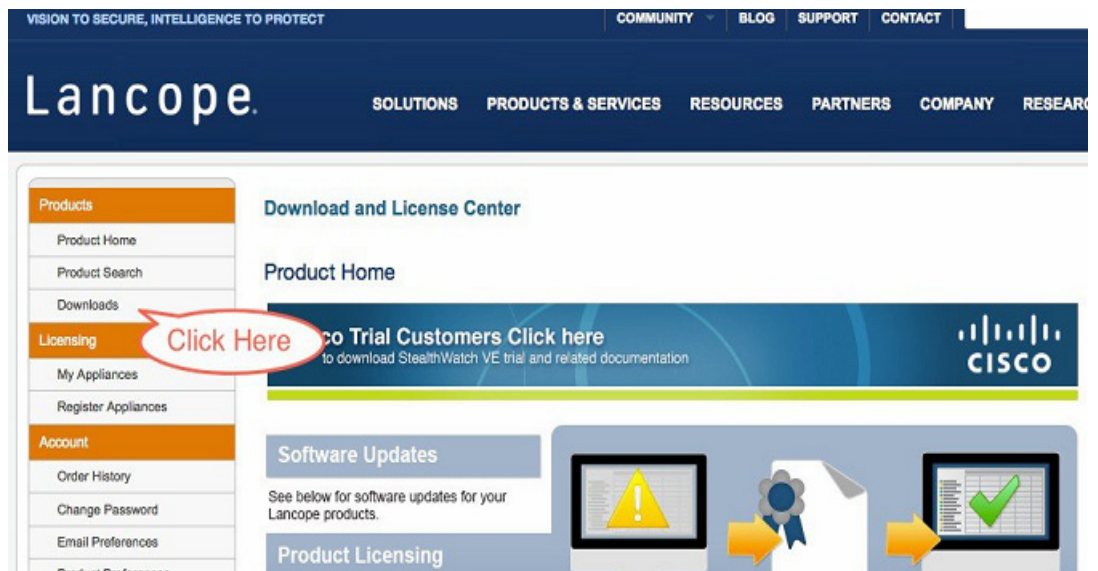 VISION TO SECURE, INTELLIGENCE TO PROTECT
COMMUNITY BLOG SUPPORT CONTACT
Lancope.
SOLUTIONS PRODUCTS & SERVICES RESOURCES PARTNERS COMPANY RESEARC
Products
Product Home
Product Search
Downloads
Licensing
My Appliances
Register Appliances
Account
Order History
Change Password
Email Preferences
Click Here
Download and License Center
Product Home
co Trial Customers Click here
to download StealthWatch VE trial and related documentation
CISCO
Software Updates
See below for software updates for your
Lancope products.
Product Licensing